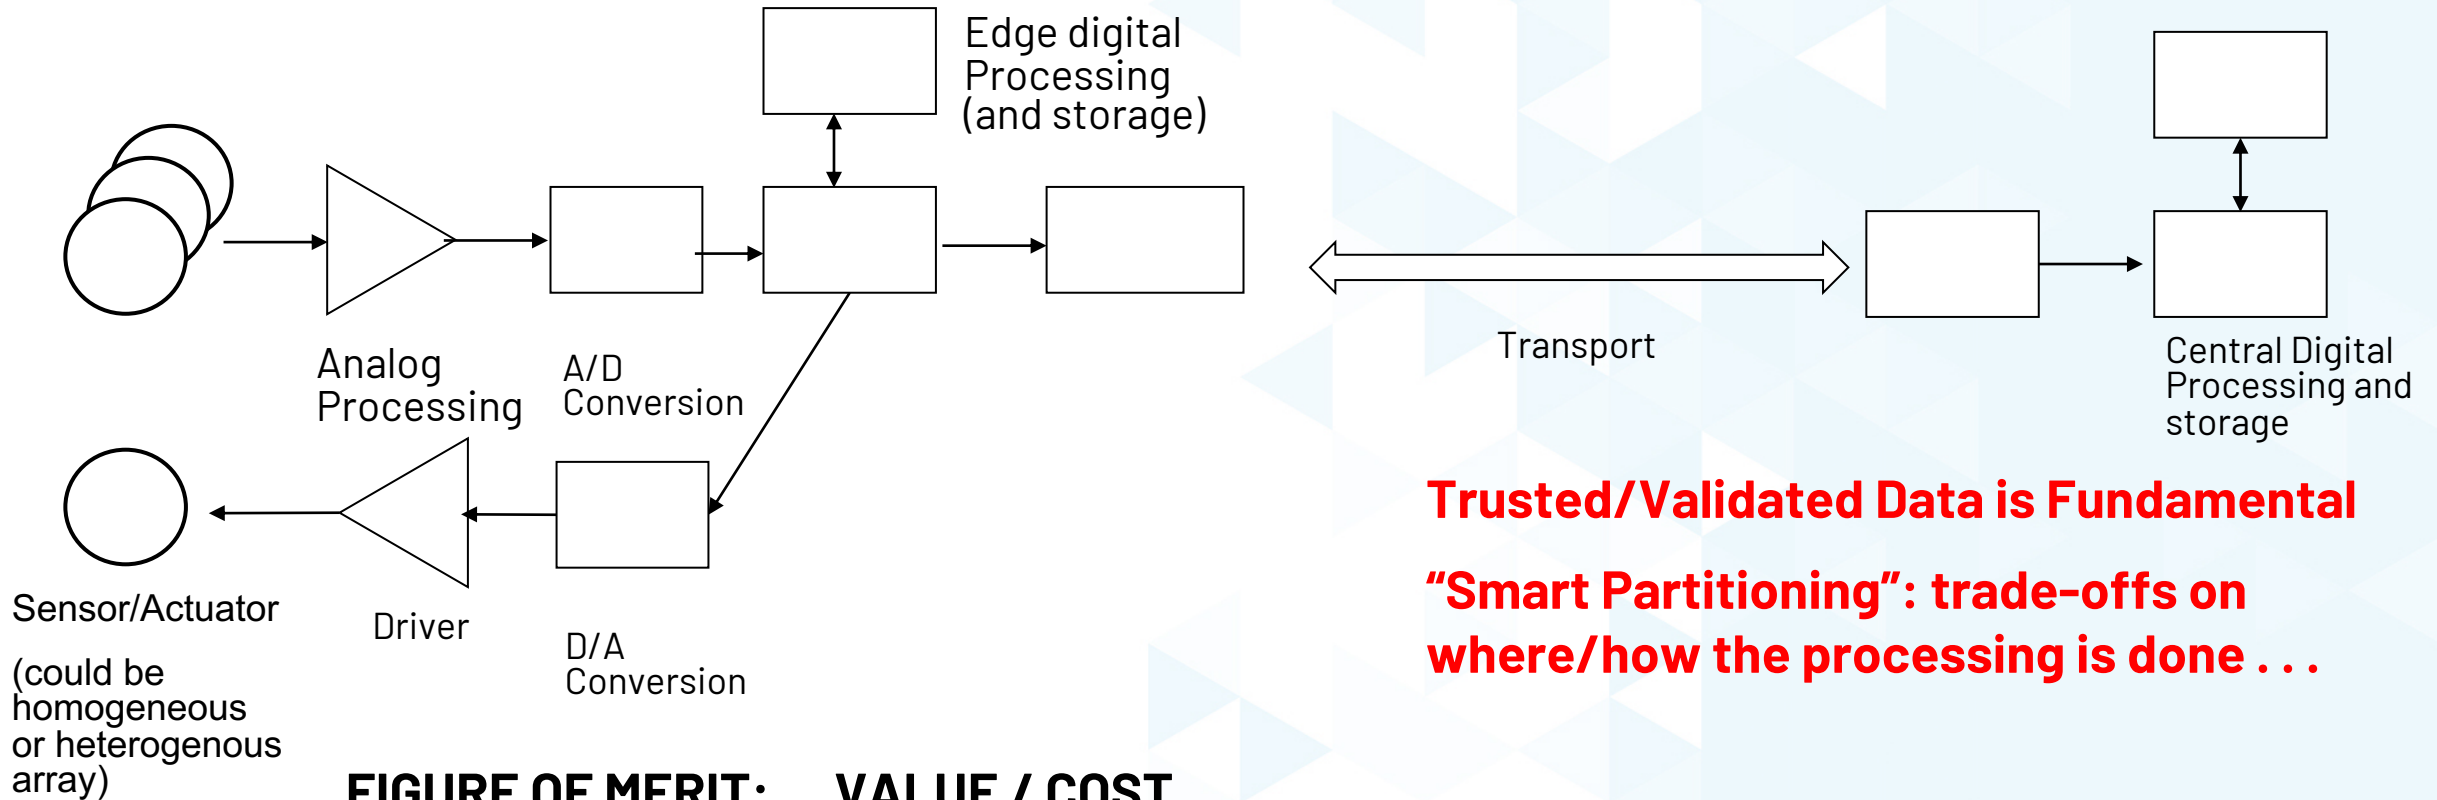 Edge digital
Processing
(and storage)
Analog
Processing
A/D
Conversion
Transport
Central Digital
Processing and
storage
Sensor/Actuator
(could be
homogeneous
or heterogenous
array)
Driver
D/A
Conversion
Trusted/Validated Data is Fundamental
“Smart Partitioning”: trade-offs on
where/how the processing is done . . .
FIGURE OF MERIT: VALUE / COST